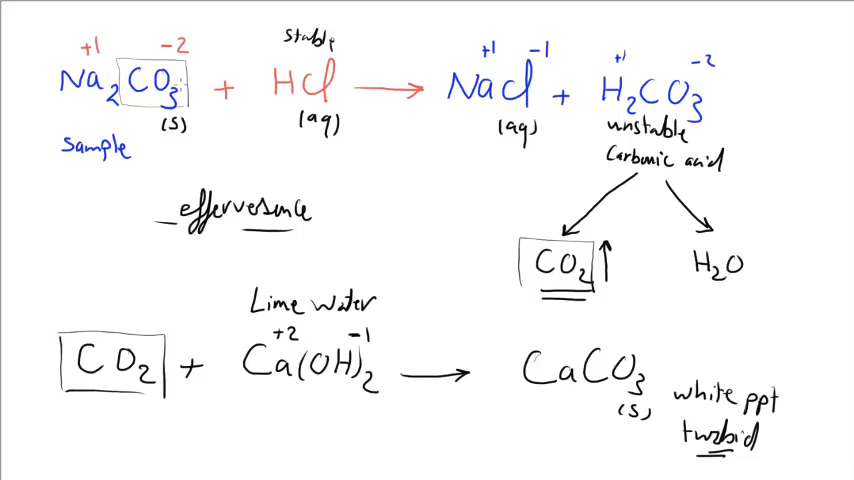 +1 -2 stable +1 -1 +1 -2
Na2CO3 + HCl → NaCl + H2CO3
(s) (aq) (aq) unstable
sample Carbonic acid
effervesence
CO2 ↑ H2O
Lime water
+2 -1
CO2 + Ca(OH)2 → CaCO3
(s) white ppt
turbid